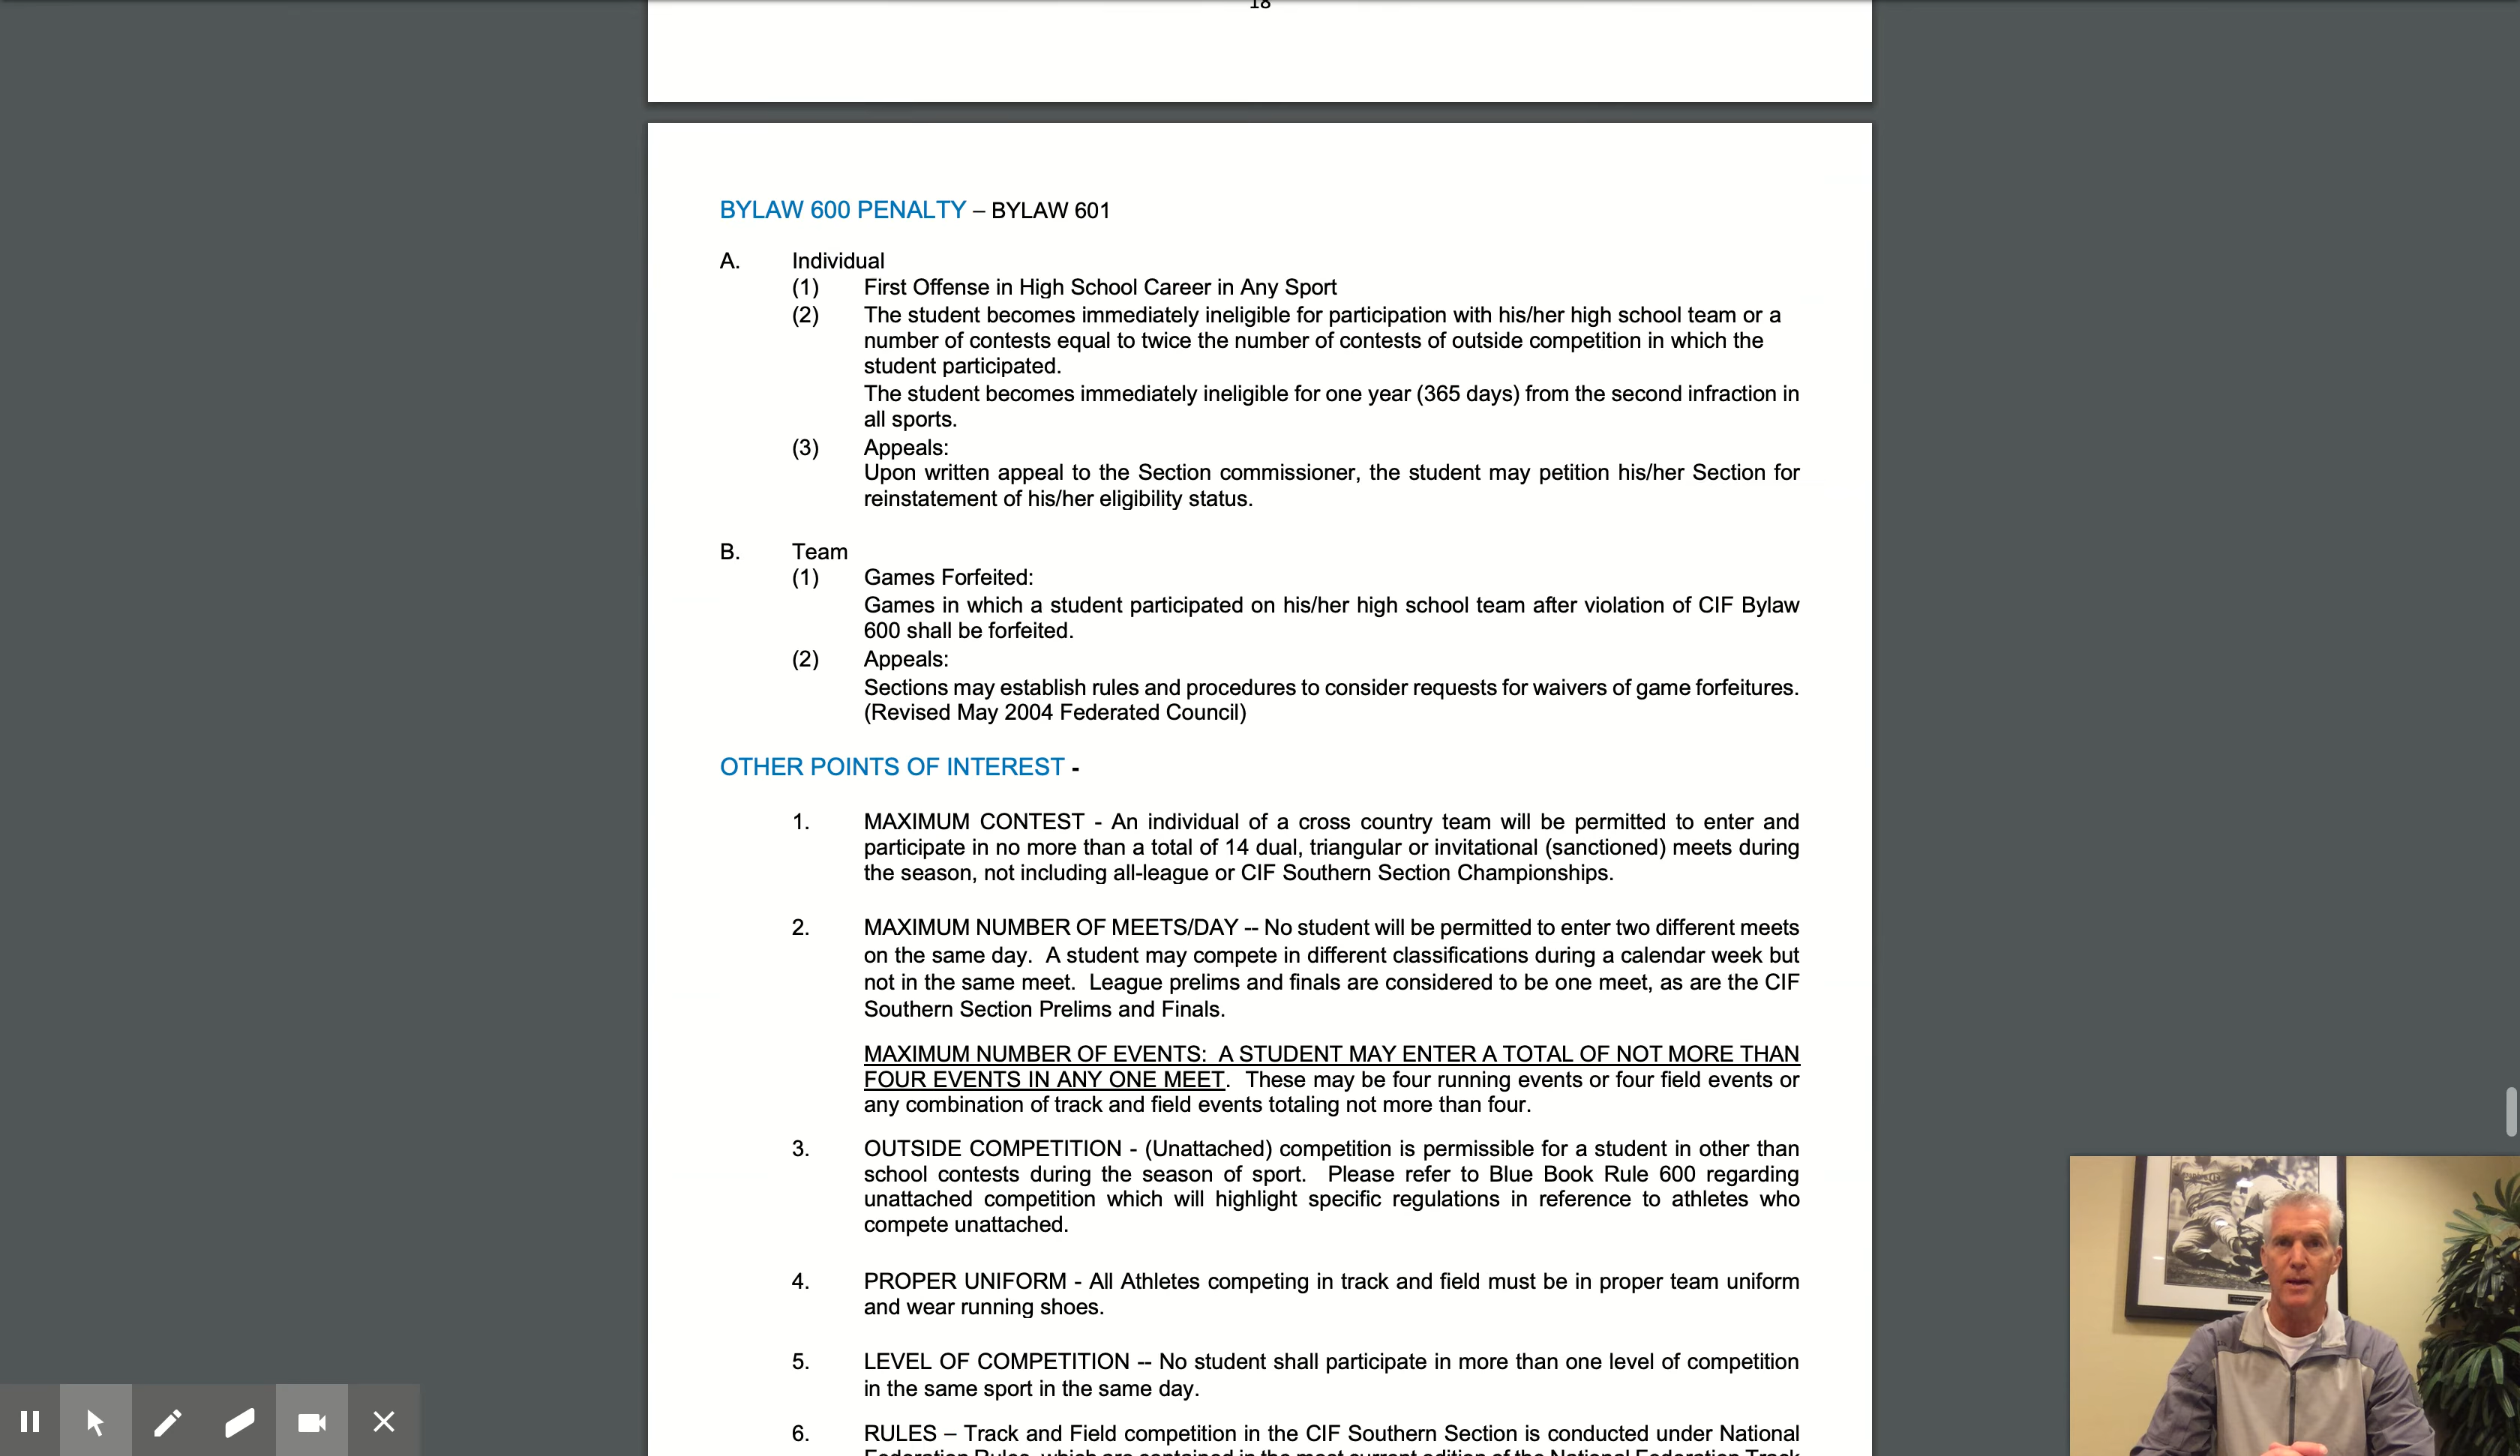 18
BYLAW 600 PENALTY – BYLAW 601
A. Individual
(1) First Offense in High School Career in Any Sport
(2) The student becomes immediately ineligible for participation with his/her high school team or a
number of contests equal to twice the number of contests of outside competition in which the
student participated.
The student becomes immediately ineligible for one year (365 days) from the second infraction in
all sports.
(3) Appeals:
Upon written appeal to the Section commissioner, the student may petition his/her Section for
reinstatement of his/her eligibility status.
B. Team
(1) Games Forfeited:
Games in which a student participated on his/her high school team after violation of CIF Bylaw
600 shall be forfeited.
(2) Appeals:
Sections may establish rules and procedures to consider requests for waivers of game forfeitures.
(Revised May 2004 Federated Council)
OTHER POINTS OF INTEREST -
1. MAXIMUM CONTEST - An individual of a cross country team will be permitted to enter and
participate in no more than a total of 14 dual, triangular or invitational (sanctioned) meets during
the season, not including all-league or CIF Southern Section Championships.
2. MAXIMUM NUMBER OF MEETS/DAY -- No student will be permitted to enter two different meets
on the same day. A student may compete in different classifications during a calendar week but
not in the same meet. League prelims and finals are considered to be one meet, as are the CIF
Southern Section Prelims and Finals.
MAXIMUM NUMBER OF EVENTS: A STUDENT MAY ENTER A TOTAL OF NOT MORE THAN
FOUR EVENTS IN ANY ONE MEET. These may be four running events or four field events or
any combination of track and field events totaling not more than four.
3. OUTSIDE COMPETITION - (Unattached) competition is permissible for a student in other than
school contests during the season of sport. Please refer to Blue Book Rule 600 regarding
unattached competition which will highlight specific regulations in reference to athletes who
compete unattached.
4. PROPER UNIFORM - All Athletes competing in track and field must be in proper team uniform
and wear running shoes.
5. LEVEL OF COMPETITION -- No student shall participate in more than one level of competition
in the same sport in the same day.
6. RULES – Track and Field competition in the CIF Southern Section is conducted under National
Federation Rules, which are contained in the most current edition of the National Federation Track